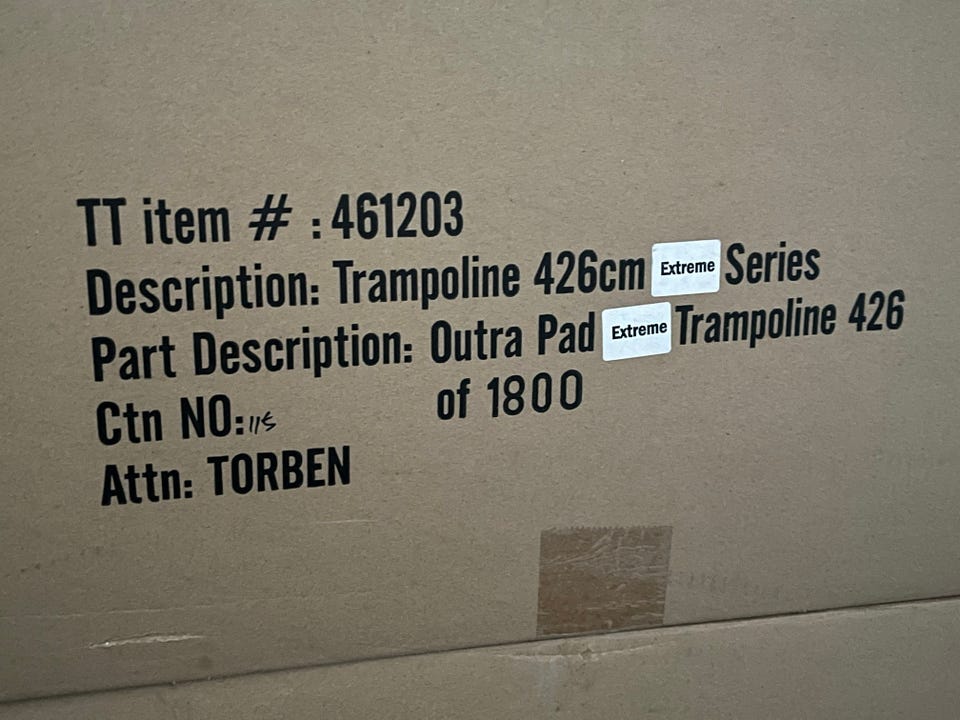 TT item # : 461203
Description: Trampoline 426cm Extreme Series
Part Description: Outra Pad Extreme Trampoline 426
Ctn NO: 115 of 1800
Attn: TORBEN